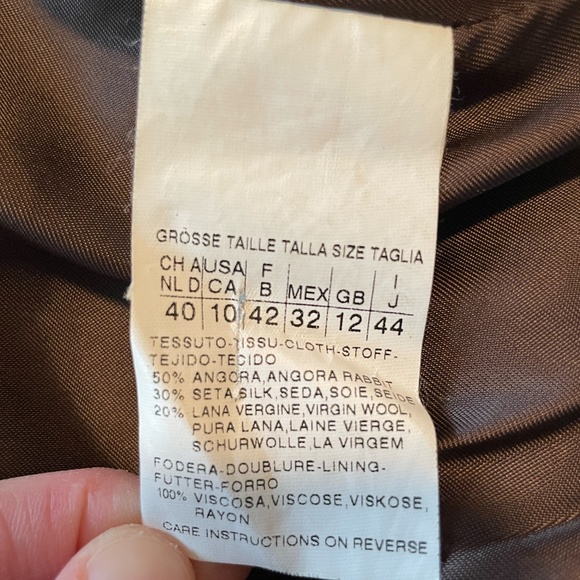 GRÖSSE TAILLE TALLA SIZE TAGLIA
CH A USA F I
NL D CA B MEX GB J
40 10 42 32 12 44
TESSUTO-TISSU-CLOTH-STOFF-
TEJIDO-TECIDO
50% ANGORA,ANGORA RABBIT
30% SETA,SILK,SEDA,SOIE,SEIDE
20% LANA VERGINE,VIRGIN WOOL,
PURA LANA,LAINE VIERGE,
SCHURWOLLE,LA VIRGEM
FODERA-DOUBLURE-LINING-
FUTTER-FORRO
100% VISCOSA,VISCOSE,VISKOSE,
RAYON
CARE INSTRUCTIONS ON REVERSE